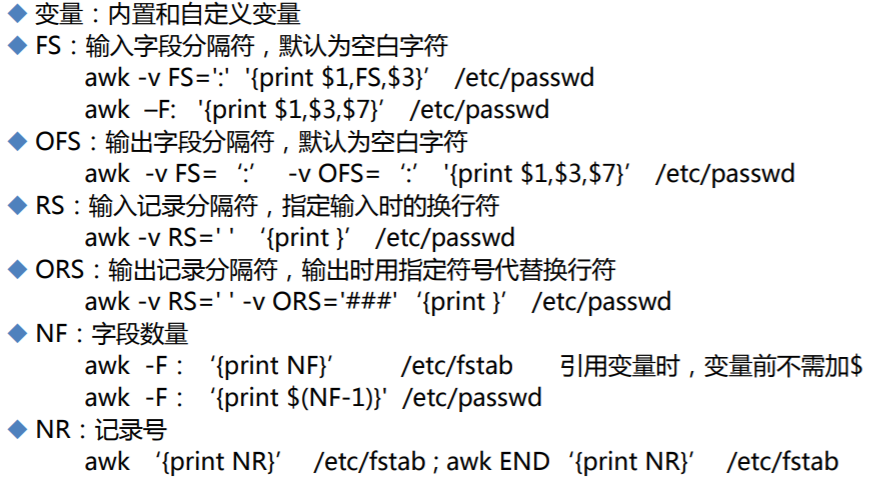 ◆ 变量：内置和自定义变量
◆ FS：输入字段分隔符，默认为空白字符
awk -v FS=':' '{print $1,FS,$3}’ /etc/passwd
awk –F: '{print $1,$3,$7}’ /etc/passwd
◆ OFS：输出字段分隔符，默认为空白字符
awk -v FS= ‘:’ -v OFS= ‘:’ '{print $1,$3,$7}’ /etc/passwd
◆ RS：输入记录分隔符，指定输入时的换行符
awk -v RS=' ' ‘{print }’ /etc/passwd
◆ ORS：输出记录分隔符，输出时用指定符号代替换行符
awk -v RS=' ' -v ORS='###' ‘{print }’ /etc/passwd
◆ NF：字段数量
awk -F： ‘{print NF}’ /etc/fstab 引用变量时，变量前不需加$
awk -F： ‘{print $(NF-1)}' /etc/passwd
◆ NR：记录号
awk ‘{print NR}’ /etc/fstab ; awk END ‘{print NR}’ /etc/fstab